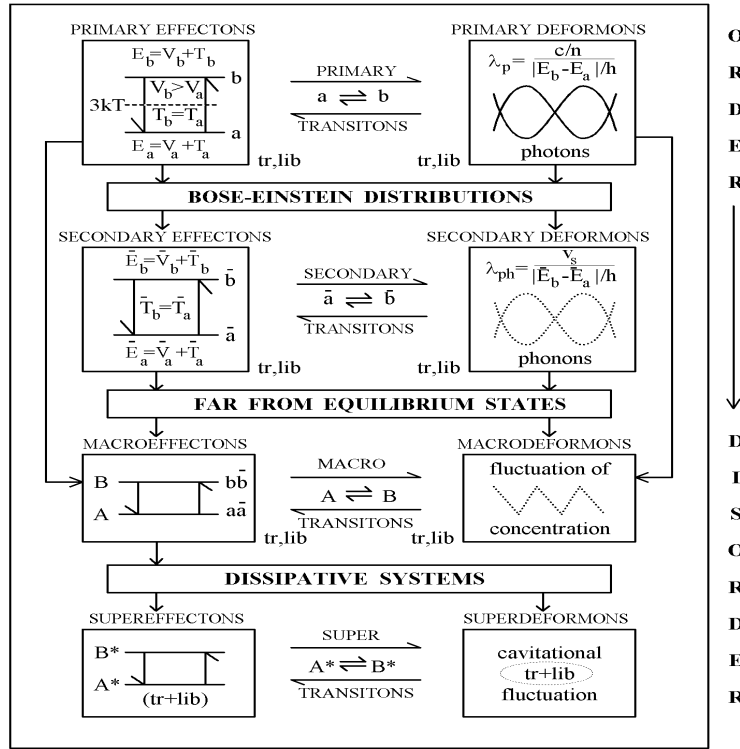 PRIMARY EFFECTONS
E_b=V_b+T_b
b
V_b>V_a
3kT
T_b=T_a
a
E_a=V_a+T_a
tr,lib
PRIMARY
a ⇌ b
TRANSITONS
PRIMARY DEFORMONS
λ_p= c/n
|E_b-E_a|/h
photons
tr,lib
BOSE-EINSTEIN DISTRIBUTIONS
SECONDARY EFFECTONS
Ē_b=V̄_b+T̄_b
b̄
T̄_b=T̄_a
ā
Ē_a=V̄_a+T̄_a
tr,lib
SECONDARY
ā ⇌ b̄
TRANSITONS
SECONDARY DEFORMONS
λ_ph= v_s
|Ē_b-Ē_a|/h
phonons
tr,lib
FAR FROM EQUILIBRIUM STATES
MACROEFFECTONS
B bb̄
A aā
tr,lib
MACRO
A ⇌ B
TRANSITONS
MACRODEFORMONS
fluctuation of
concentration
tr,lib
DISSIPATIVE SYSTEMS
SUPEREFFECTONS
B*
A*
(tr+lib)
SUPER
A* ⇌ B*
TRANSITONS
SUPERDEFORMONS
cavitational
tr+lib
fluctuation
O
R
D
E
R
D
I
S
O
R
D
E
R